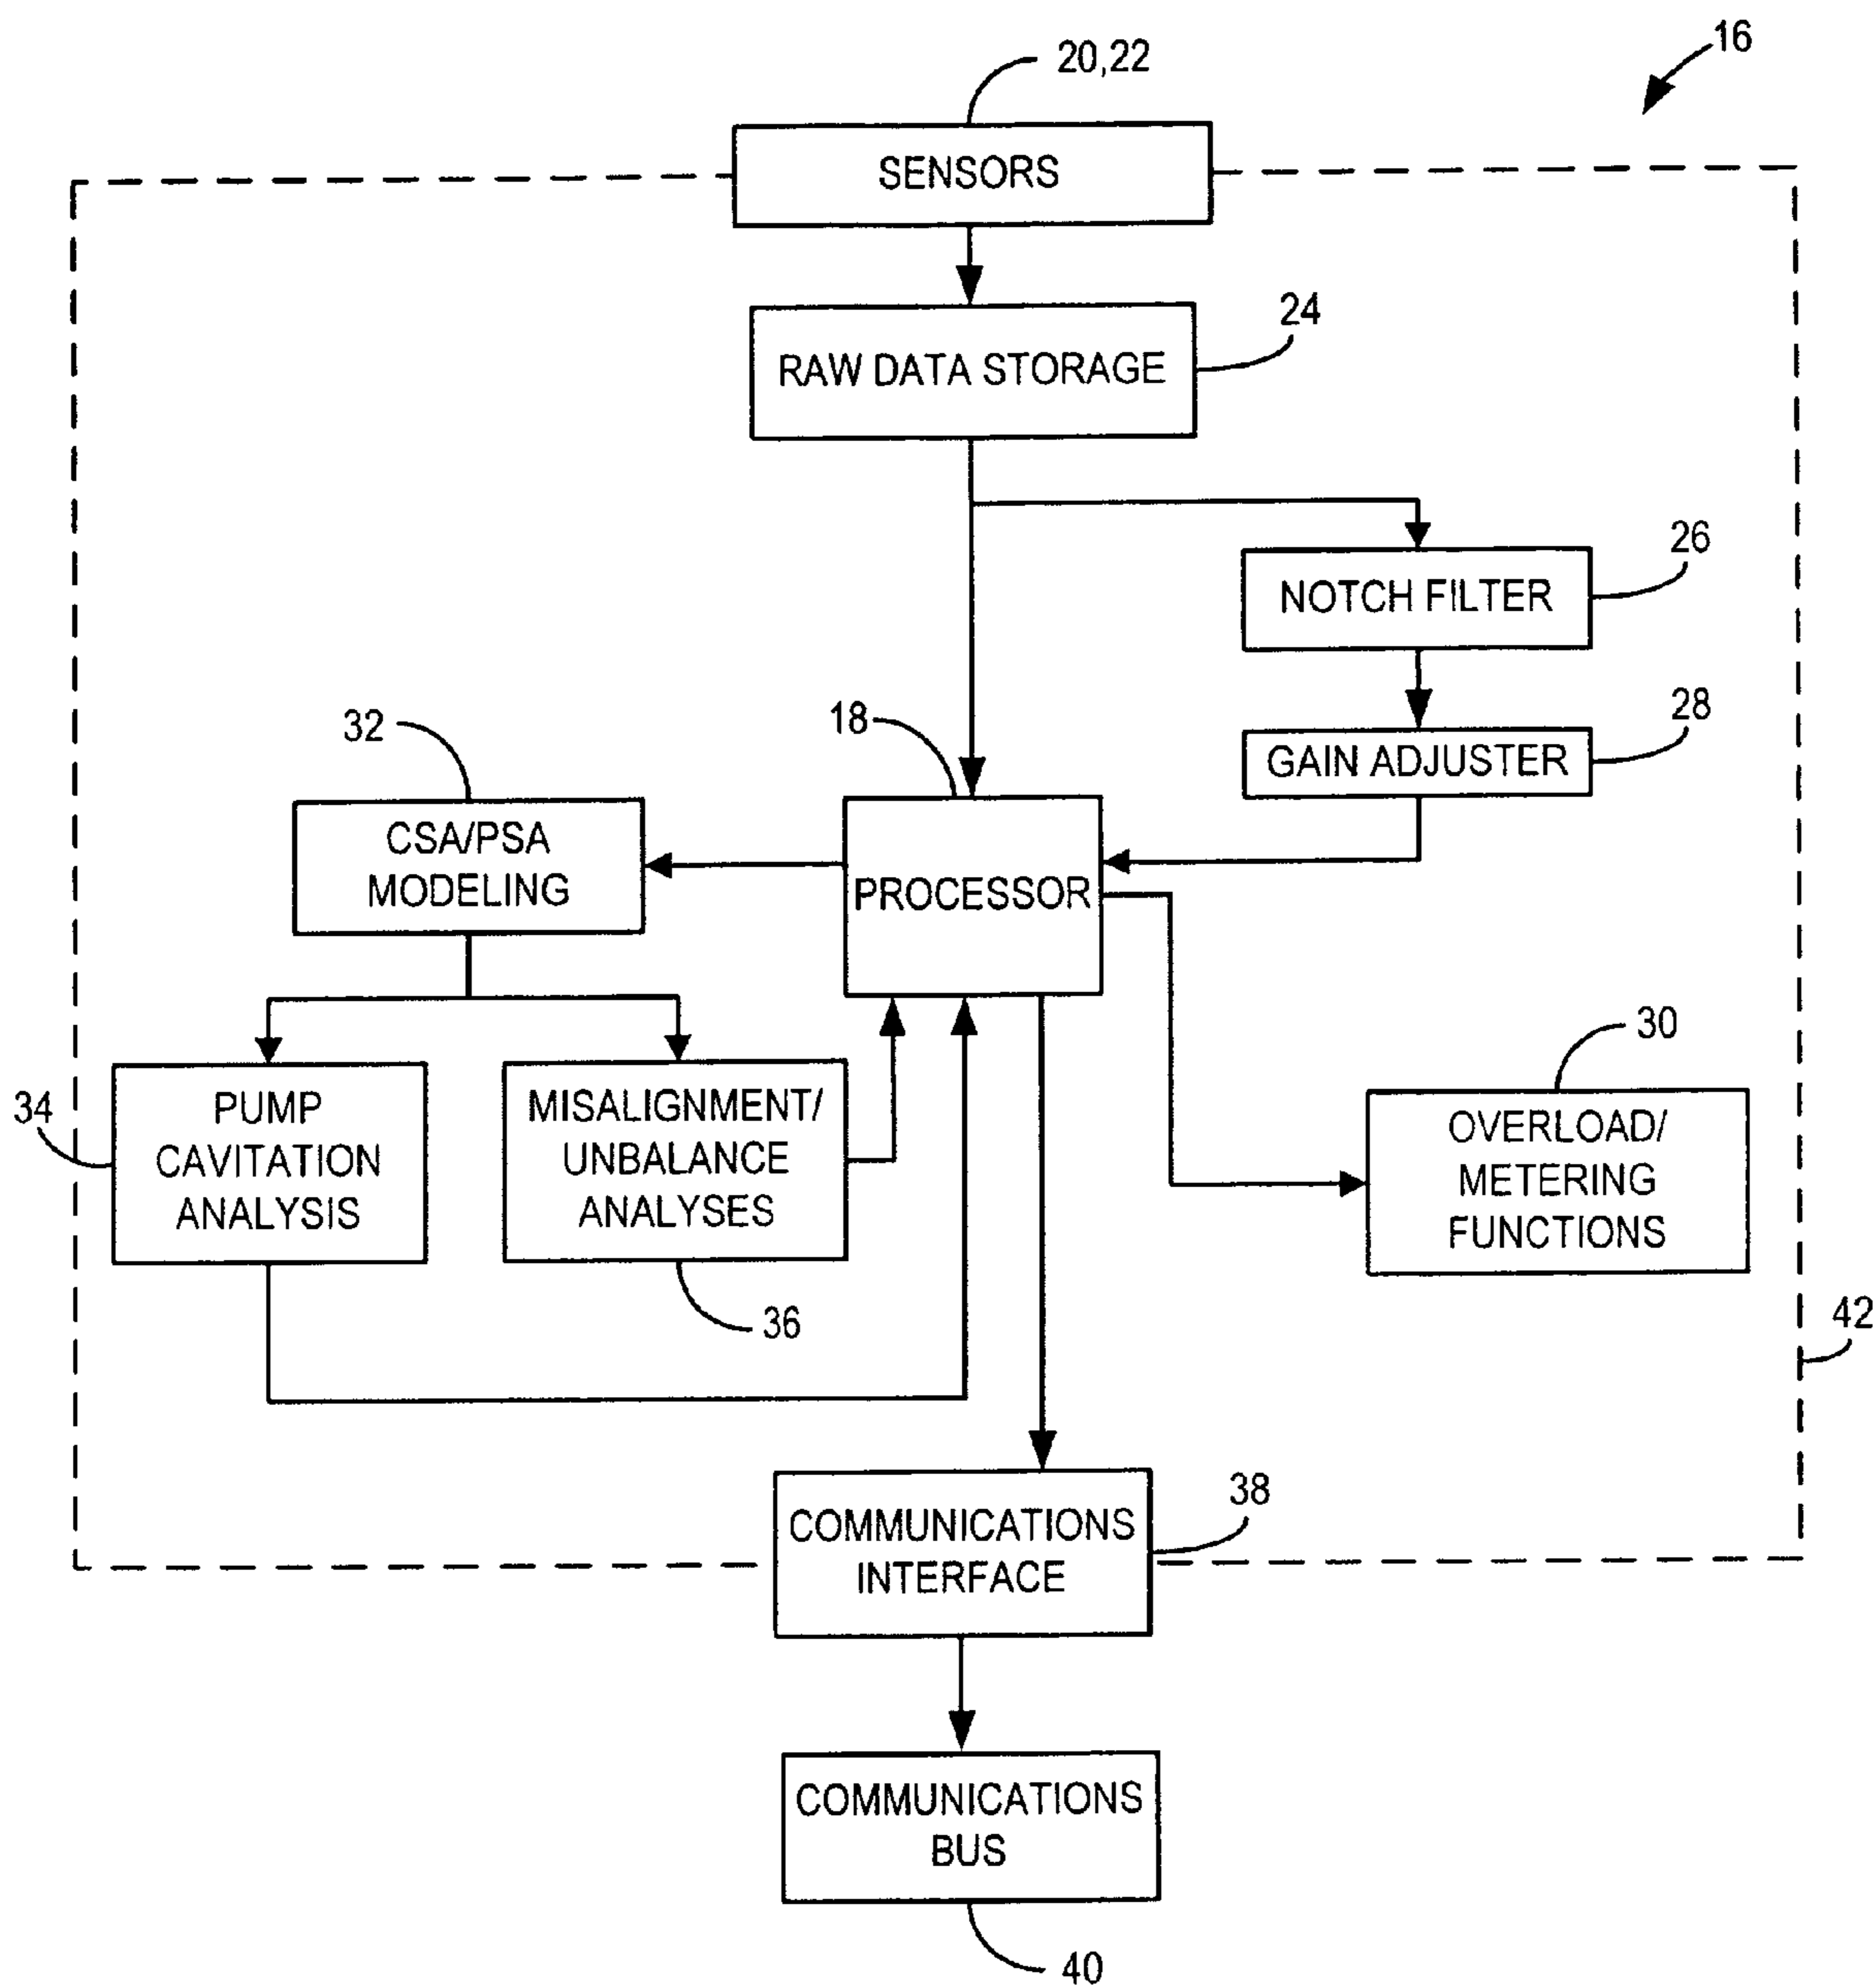 16
20,22
SENSORS
24
RAW DATA STORAGE
26
NOTCH FILTER
28
GAIN ADJUSTER
32
18
CSA/PSA
MODELING
PROCESSOR
30
34
PUMP
CAVITATION
ANALYSIS
MISALIGNMENT/
UNBALANCE
ANALYSES
OVERLOAD/
METERING
FUNCTIONS
36
42
38
COMMUNICATIONS
INTERFACE
COMMUNICATIONS
BUS
40